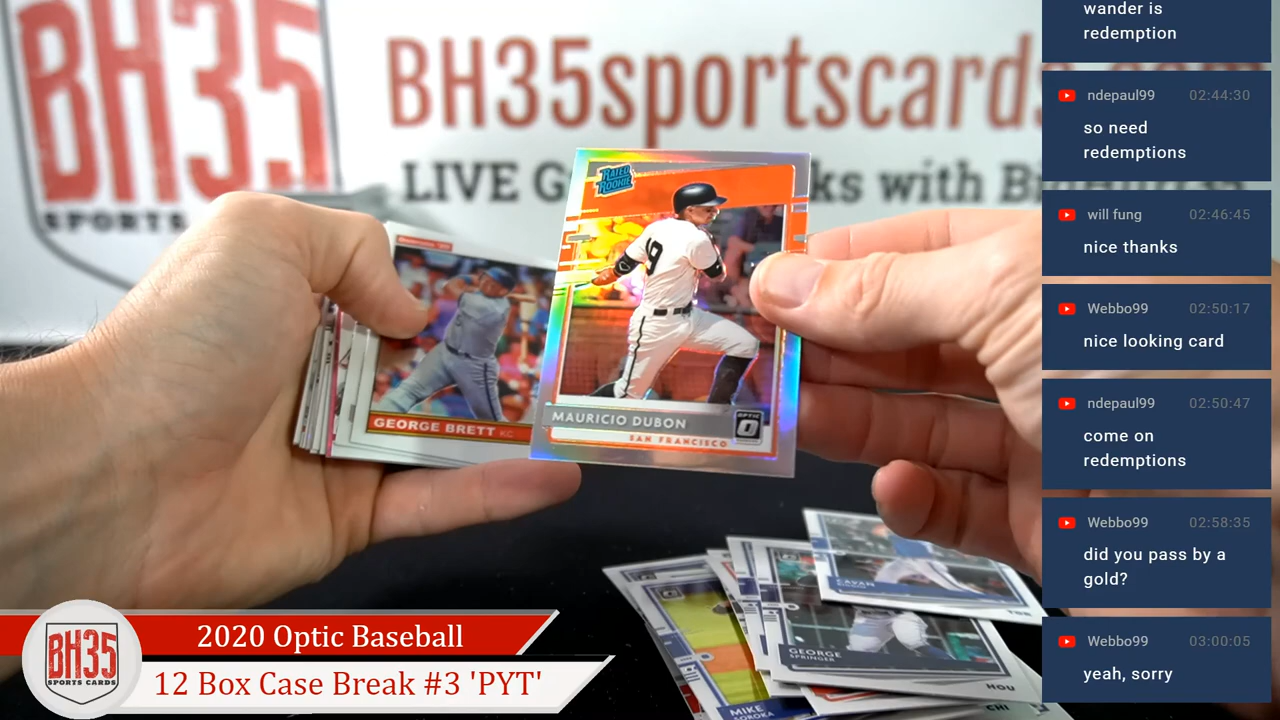 BH35
SPORTS CARDS
BH35sportscards.com
LIVE
with
RATED
ROOKIE
9
GEORGE BRETT KC
MAURICIO DUBON
OPTIC
SAN FRANCISCO
CAVAN
TOR
GEORGE
SPRINGER
HOU
CHI
MIKE
SOROKA
BH35
SPORTS CARDS
2020 Optic Baseball
12 Box Case Break #3 'PYT'
wander is
redemption
ndepaul99 02:44:30
so need
redemptions
will fung 02:46:45
nice thanks
Webbo99 02:50:17
nice looking card
ndepaul99 02:50:47
come on
redemptions
Webbo99 02:58:35
did you pass by a
gold?
Webbo99 03:00:05
yeah, sorry